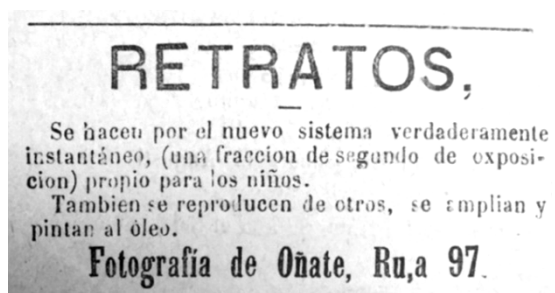 RETRATOS,
Se hacen por el nuevo sistema verdaderamente
instantáneo, (una fraccion de segundo de exposi-
cion) propio para los niños.
Tambien se reproducen de otros, se amplian y
pintan al óleo.
Fotografía de Oñate, Ru,a 97.